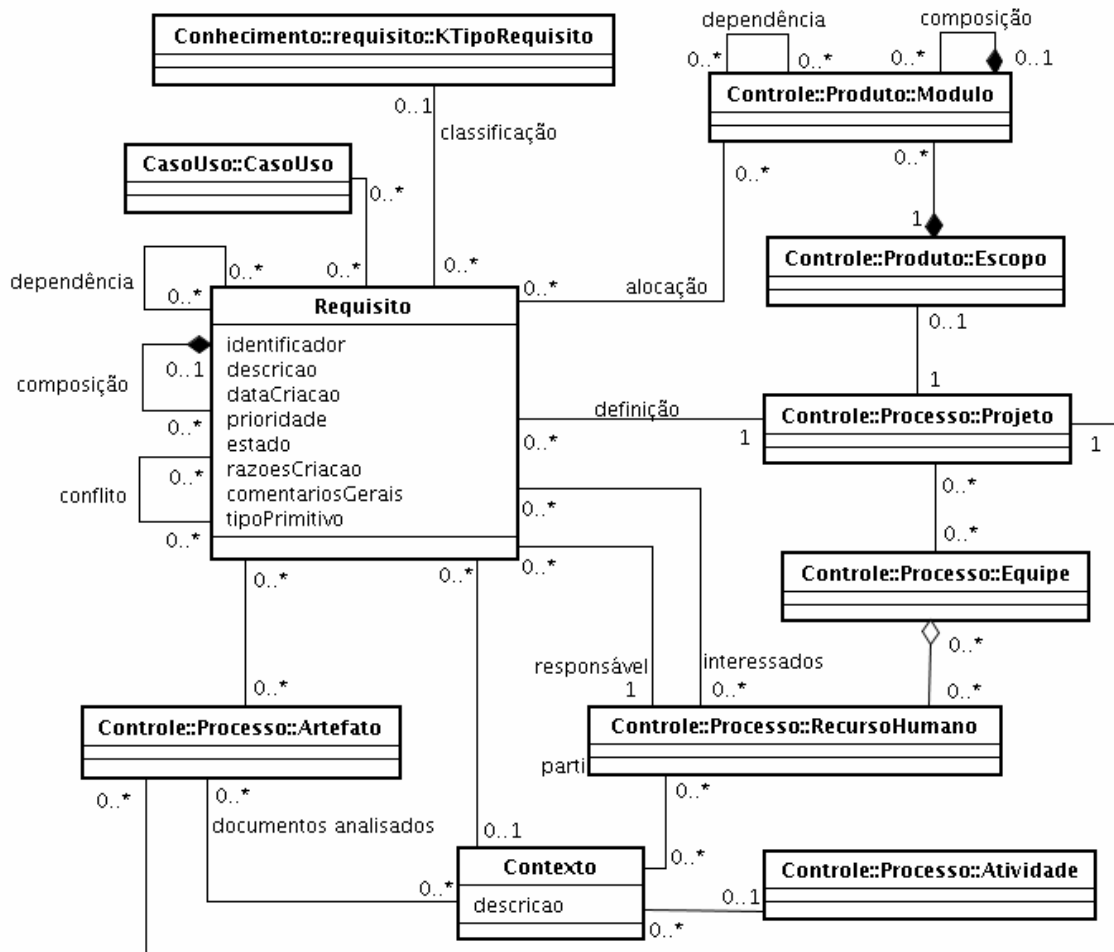 dependência
composição
Conhecimento::requisito::KTipoRequisito
0..* 0..*
0..* 0..1
Controle::Produto::Modulo
0..1
classificação
CasoUso::CasoUso
0..*
0..*
0..*
0..*
0..*
0..*
1
Controle::Produto::Escopo
dependência
0..*
0..*
0..*
alocação
Requisito
0..1
identificador
descricao
dataCriacao
prioridade
estado
razoesCriacao
comentariosGerais
tipoPrimitivo
composição
0..1
0..*
definição
0..*
1
1
Controle::Processo::Projeto
1
conflito
0..*
0..*
0..*
0..*
0..*
0..*
Controle::Processo::Equipe
0..*
0..*
responsável
1
interessados
0..*
0..*
0..*
0..*
Controle::Processo::Artefato
Controle::Processo::RecursoHumano
parti
0..*
0..*
0..*
documentos analisados
0..1
0..*
0..*
Contexto
descricao
0..1
0..*
Controle::Processo::Atividade